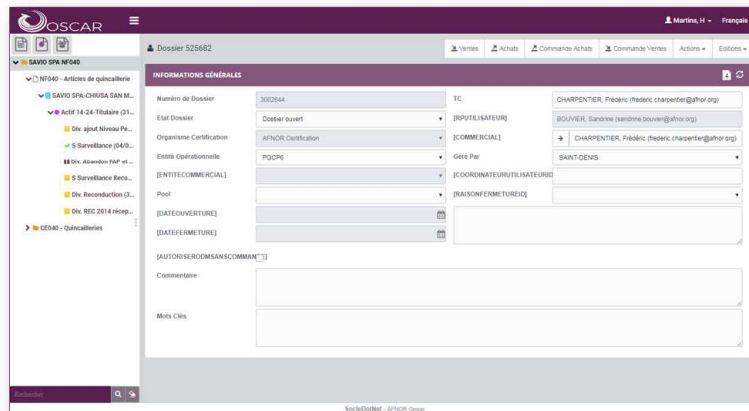 OSCAR
Martins, H
Français
SAVIO SPA NF040
NF040 - Articles de quincaillerie
SAVIO SPA-CHIUSA SAN M...
Actif 14-24-Titulaire (31...
Div. ajout Niveau Pe...
S Surveillance (04/0...
Div. Abandon FAP et ...
S Surveillance Reco...
Div. Reconduction (3...
Div. REC 2014 récep...
CE040 - Quincailleries
Rechercher
Dossier 525682
Ventes
Achats
Commande Achats
Commande Ventes
Actions
Editions
INFORMATIONS GÉNÉRALES
4
Numéro de Dossier
3002644
TC
CHARPENTIER, Frédéric (frederic.charpentier@afnor.org)
Etat Dossier
Dossier ouvert
[RPUTILISATEUR]
BOUVIER, Sandrine (sandrine.bouvier@afnor.org)
Organisme Certification
AFNOR Certification
[COMMERCIAL]
CHARPENTIER, Frédéric (frederic.charpentier@afnor.org)
Entité Opérationnelle
PGCP6
Géré Par
SAINT-DENIS
[ENTITECOMMERCIAL]
[COORDINATEURUTILISATEURID]
Pool
[RAISONFERMETUREID]
[DATEOUVERTURE]
[DATEFERMETURE]
[AUTORISERODMSANSCOMMANDE]
Commentaire
Mots Clés
SocleDotNet - AFNOR Group